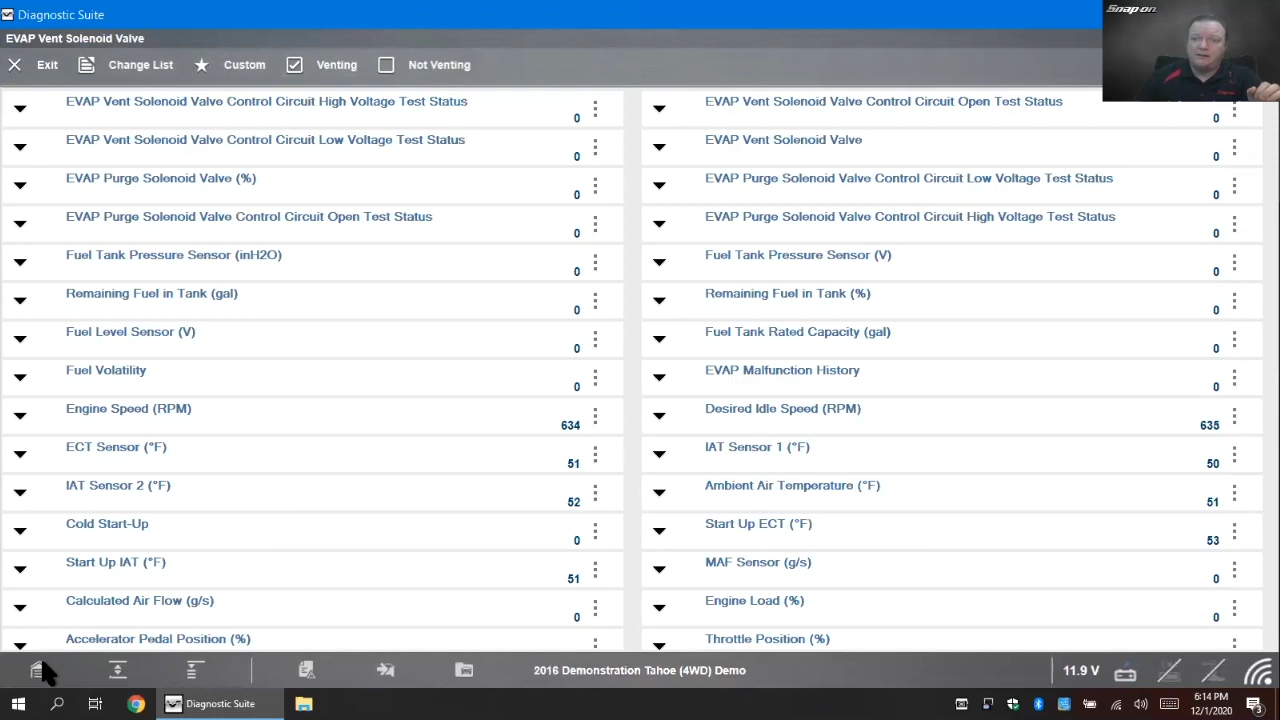 Diagnostic Suite
Snap-on
EVAP Vent Solenoid Valve
Exit Change List Custom Venting Not Venting
EVAP Vent Solenoid Valve Control Circuit High Voltage Test Status 0 EVAP Vent Solenoid Valve Control Circuit Open Test Status 0
EVAP Vent Solenoid Valve Control Circuit Low Voltage Test Status 0 EVAP Vent Solenoid Valve 0
EVAP Purge Solenoid Valve (%) 0 EVAP Purge Solenoid Valve Control Circuit Low Voltage Test Status 0
EVAP Purge Solenoid Valve Control Circuit Open Test Status 0 EVAP Purge Solenoid Valve Control Circuit High Voltage Test Status 0
Fuel Tank Pressure Sensor (inH2O) 0 Fuel Tank Pressure Sensor (V) 0
Remaining Fuel in Tank (gal) 0 Remaining Fuel in Tank (%) 0
Fuel Level Sensor (V) 0 Fuel Tank Rated Capacity (gal) 0
Fuel Volatility 0 EVAP Malfunction History 0
Engine Speed (RPM) 634 Desired Idle Speed (RPM) 635
ECT Sensor (°F) 51 IAT Sensor 1 (°F) 50
IAT Sensor 2 (°F) 52 Ambient Air Temperature (°F) 51
Cold Start-Up 0 Start Up ECT (°F) 53
Start Up IAT (°F) 51 MAF Sensor (g/s) 0
Calculated Air Flow (g/s) 0 Engine Load (%) 0
Accelerator Pedal Position (%) Throttle Position (%)
2016 Demonstration Tahoe (4WD) Demo 11.9 V
Diagnostic Suite 6:14 PM
12/1/2020 3